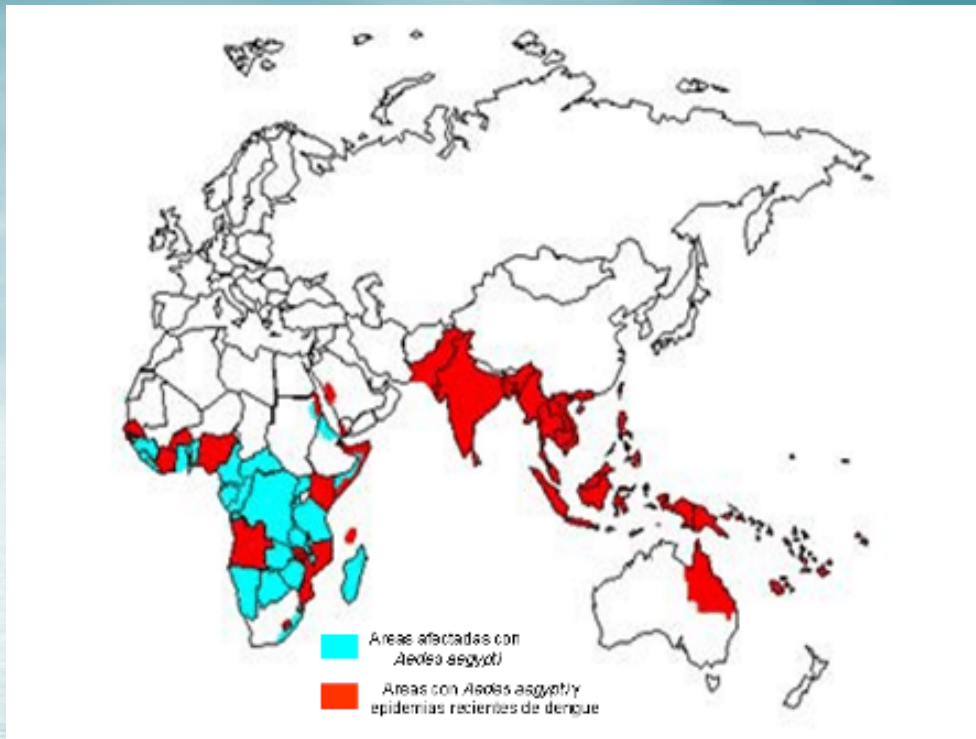 Areas afectadas con
Aedes aegypti
Areas con Aedes aegypti y
epidemias recientes de dengue